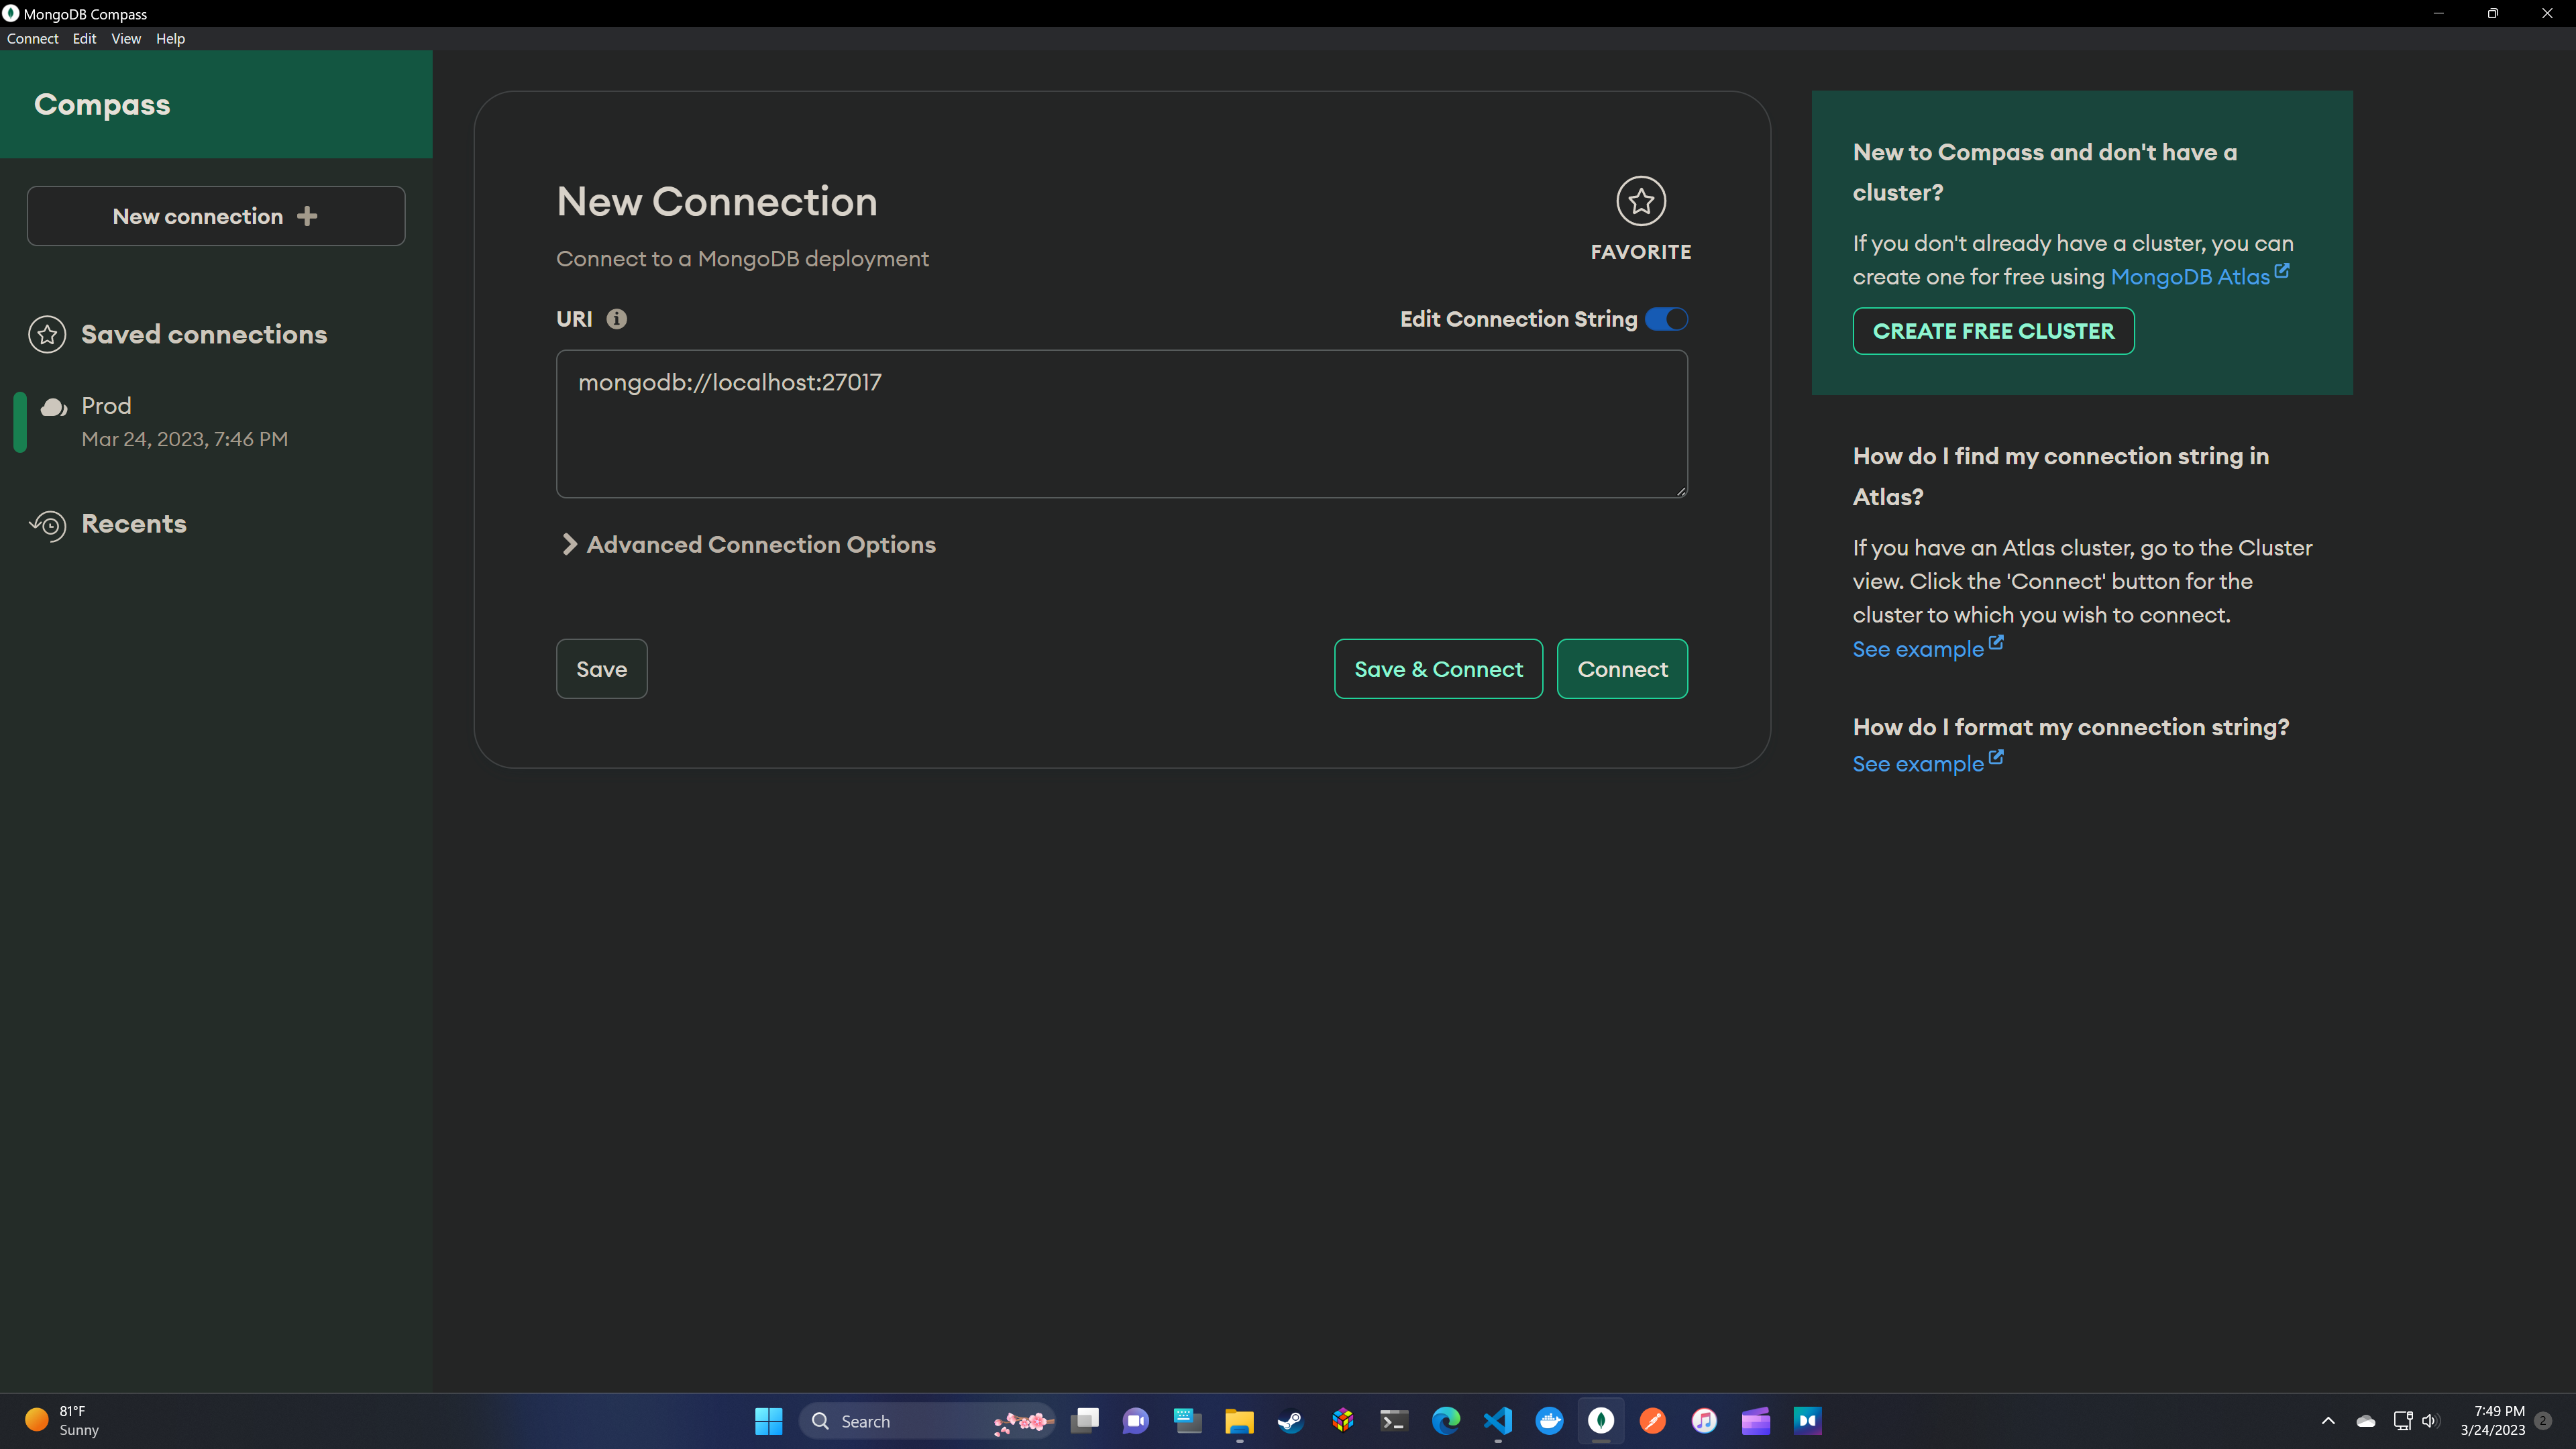 MongoDB Compass
Connect Edit View Help
Compass
New connection
Saved connections
Prod
Mar 24, 2023, 7:46 PM
Recents
New Connection
Connect to a MongoDB deployment
FAVORITE
URI
Edit Connection String
mongodb://localhost:27017
Advanced Connection Options
Save
Save & Connect
Connect
New to Compass and don't have a
cluster?
If you don't already have a cluster, you can
create one for free using MongoDB Atlas
CREATE FREE CLUSTER
How do I find my connection string in
Atlas?
If you have an Atlas cluster, go to the Cluster
view. Click the 'Connect' button for the
cluster to which you wish to connect.
See example
How do I format my connection string?
See example
81°F
Sunny
Search
7:49 PM
3/24/2023
2